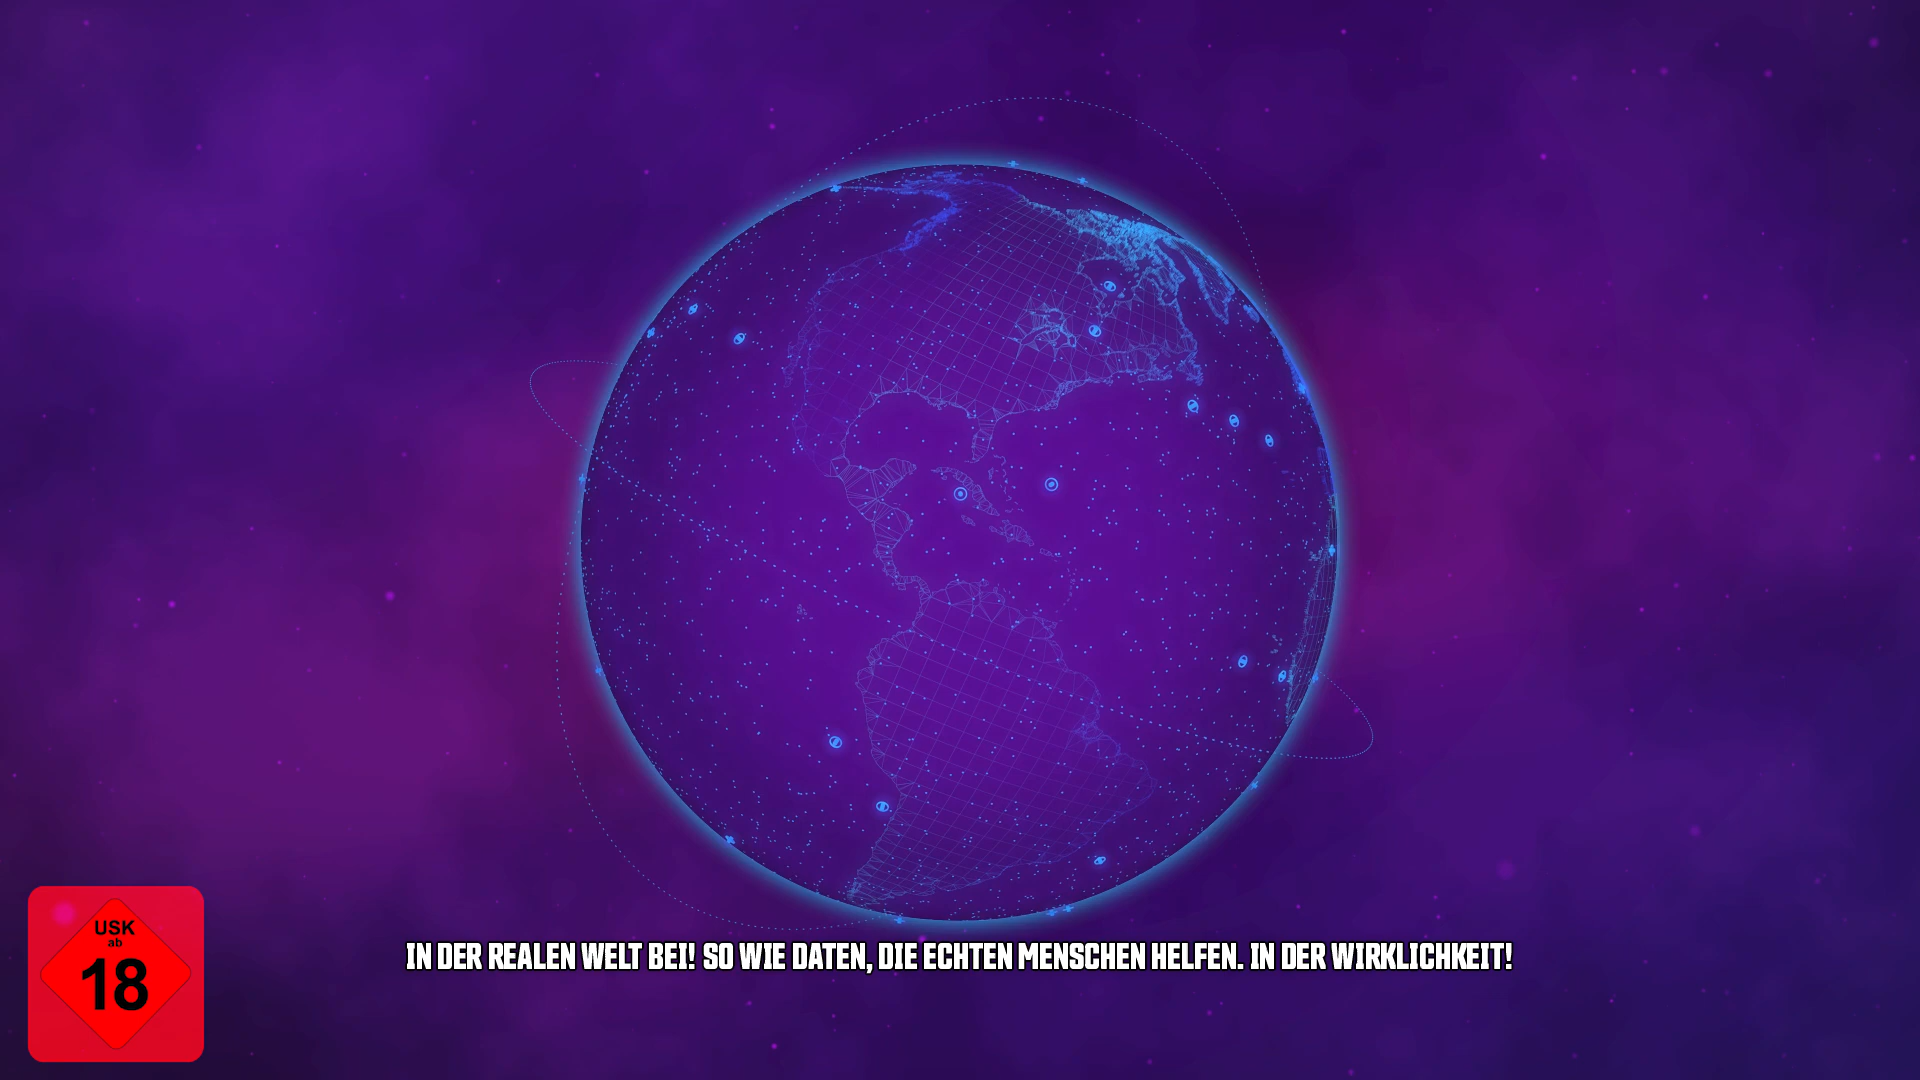 IN DER REALEN WELT BEI! SO WIE DATEN, DIE ECHTEN MENSCHEN HELFEN. IN DER WIRKLICHKEIT!
USK
ab
18